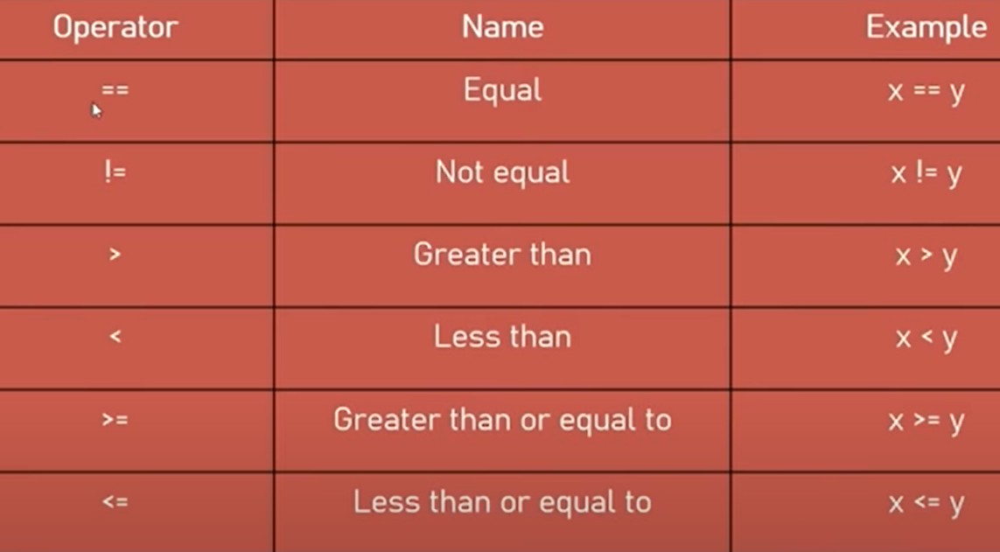 Operator Name Example
== Equal x == y
!= Not equal x != y
> Greater than x > y
< Less than x < y
>= Greater than or equal to x >= y
<= Less than or equal to x <= y